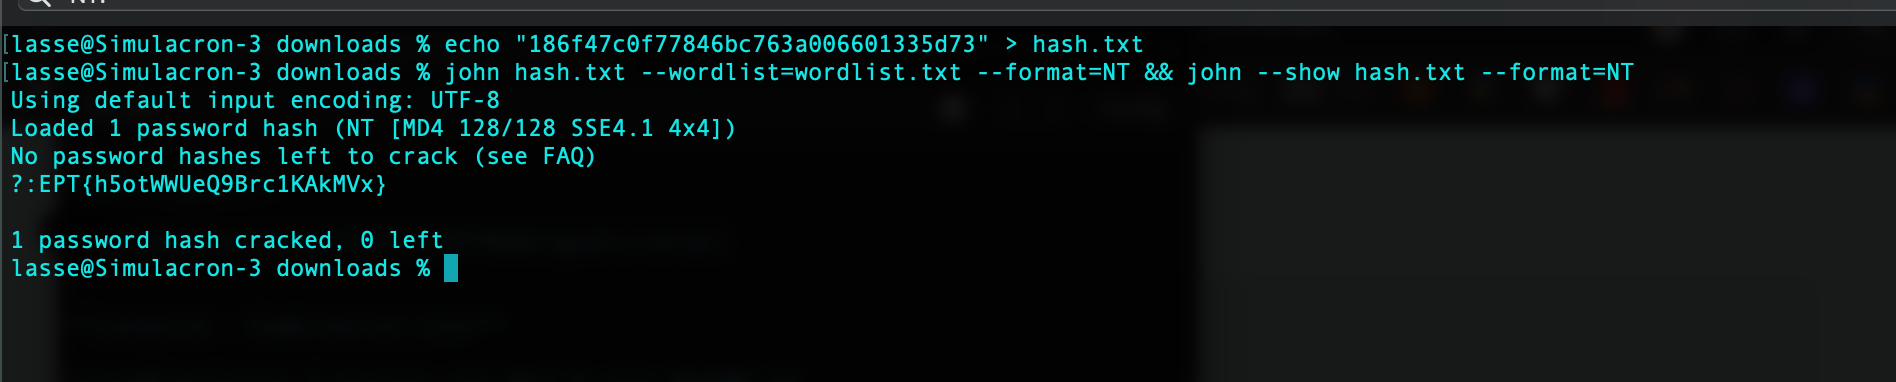 [lasse@Simulacron-3 downloads % echo "186f47c0f77846bc763a006601335d73" > hash.txt
[lasse@Simulacron-3 downloads % john hash.txt --wordlist=wordlist.txt --format=NT && john --show hash.txt --format=NT
Using default input encoding: UTF-8
Loaded 1 password hash (NT [MD4 128/128 SSE4.1 4x4])
No password hashes left to crack (see FAQ)
?:EPT{h5otWWUeQ9Brc1KAkMVx}
1 password hash cracked, 0 left
lasse@Simulacron-3 downloads %